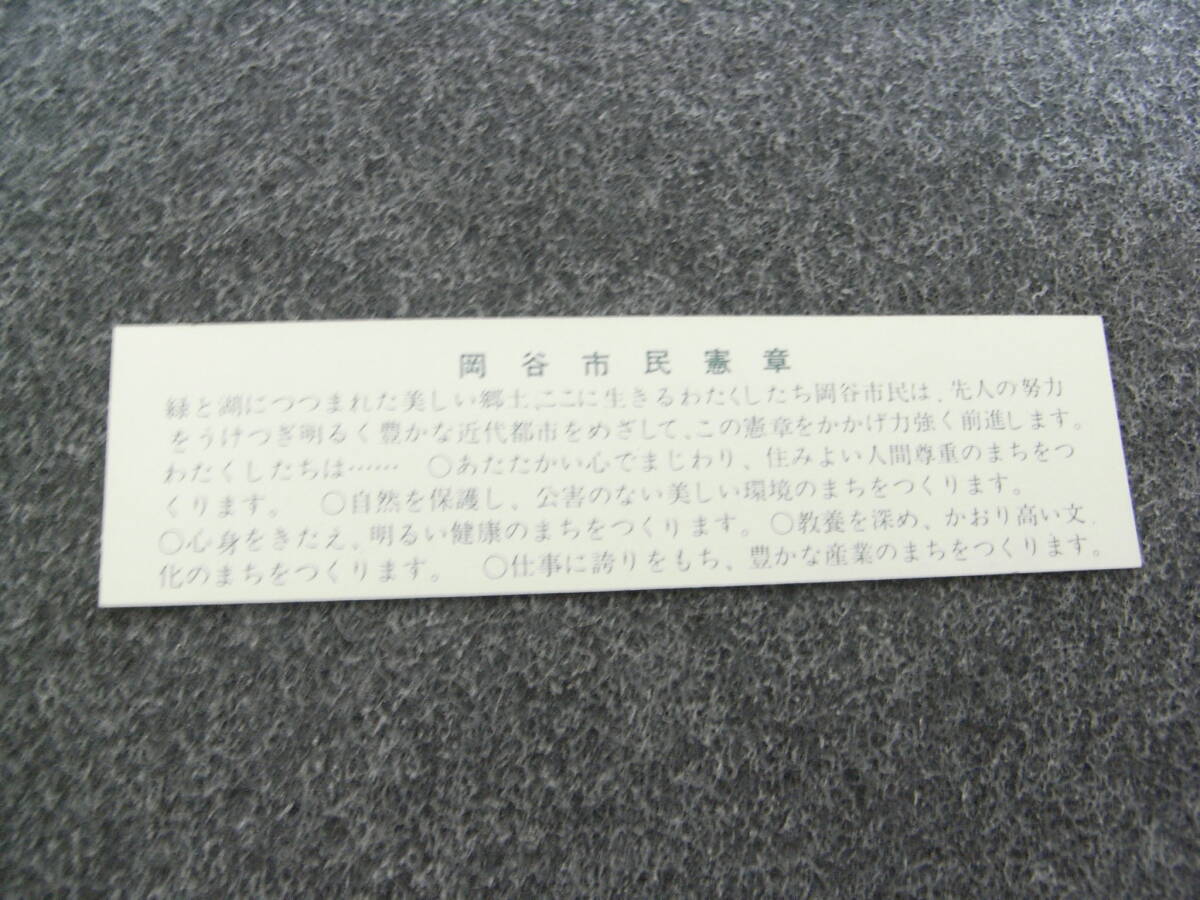 岡谷市民憲章
緑と湖につつまれた美しい郷土、ここに生きるわたくしたち岡谷市民は、先人の努力
をうけつぎ明るく豊かな近代都市をめざして、この憲章をかかげ力強く前進します。
わたくしたちは…… ○あたたかい心でまじわり、住みよい人間尊重のまちをつ
くります。 ○自然を保護し、公害のない美しい環境のまちをつくります。
○心身をきたえ、明るい健康のまちをつくります。○教養を深め、かおり高い文
化のまちをつくります。 ○仕事に誇りをもち、豊かな産業のまちをつくります。